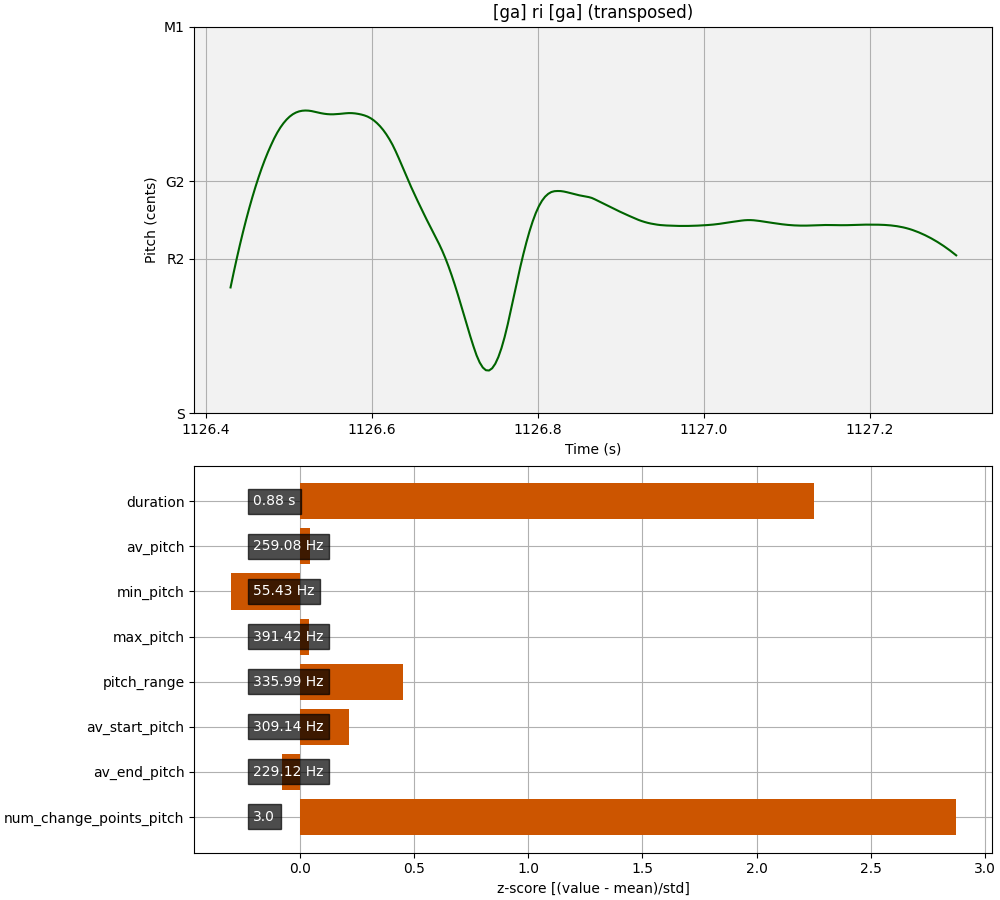 [ga] ri [ga] (transposed)
M1
G2
R2
S
Pitch (cents)
1126.4 1126.6 1126.8 1127.0 1127.2
Time (s)
duration 0.88 s
av_pitch 259.08 Hz
min_pitch 55.43 Hz
max_pitch 391.42 Hz
pitch_range 335.99 Hz
av_start_pitch 309.14 Hz
av_end_pitch 229.12 Hz
num_change_points_pitch 3.0
0.0 0.5 1.0 1.5 2.0 2.5 3.0
z-score [(value - mean)/std]